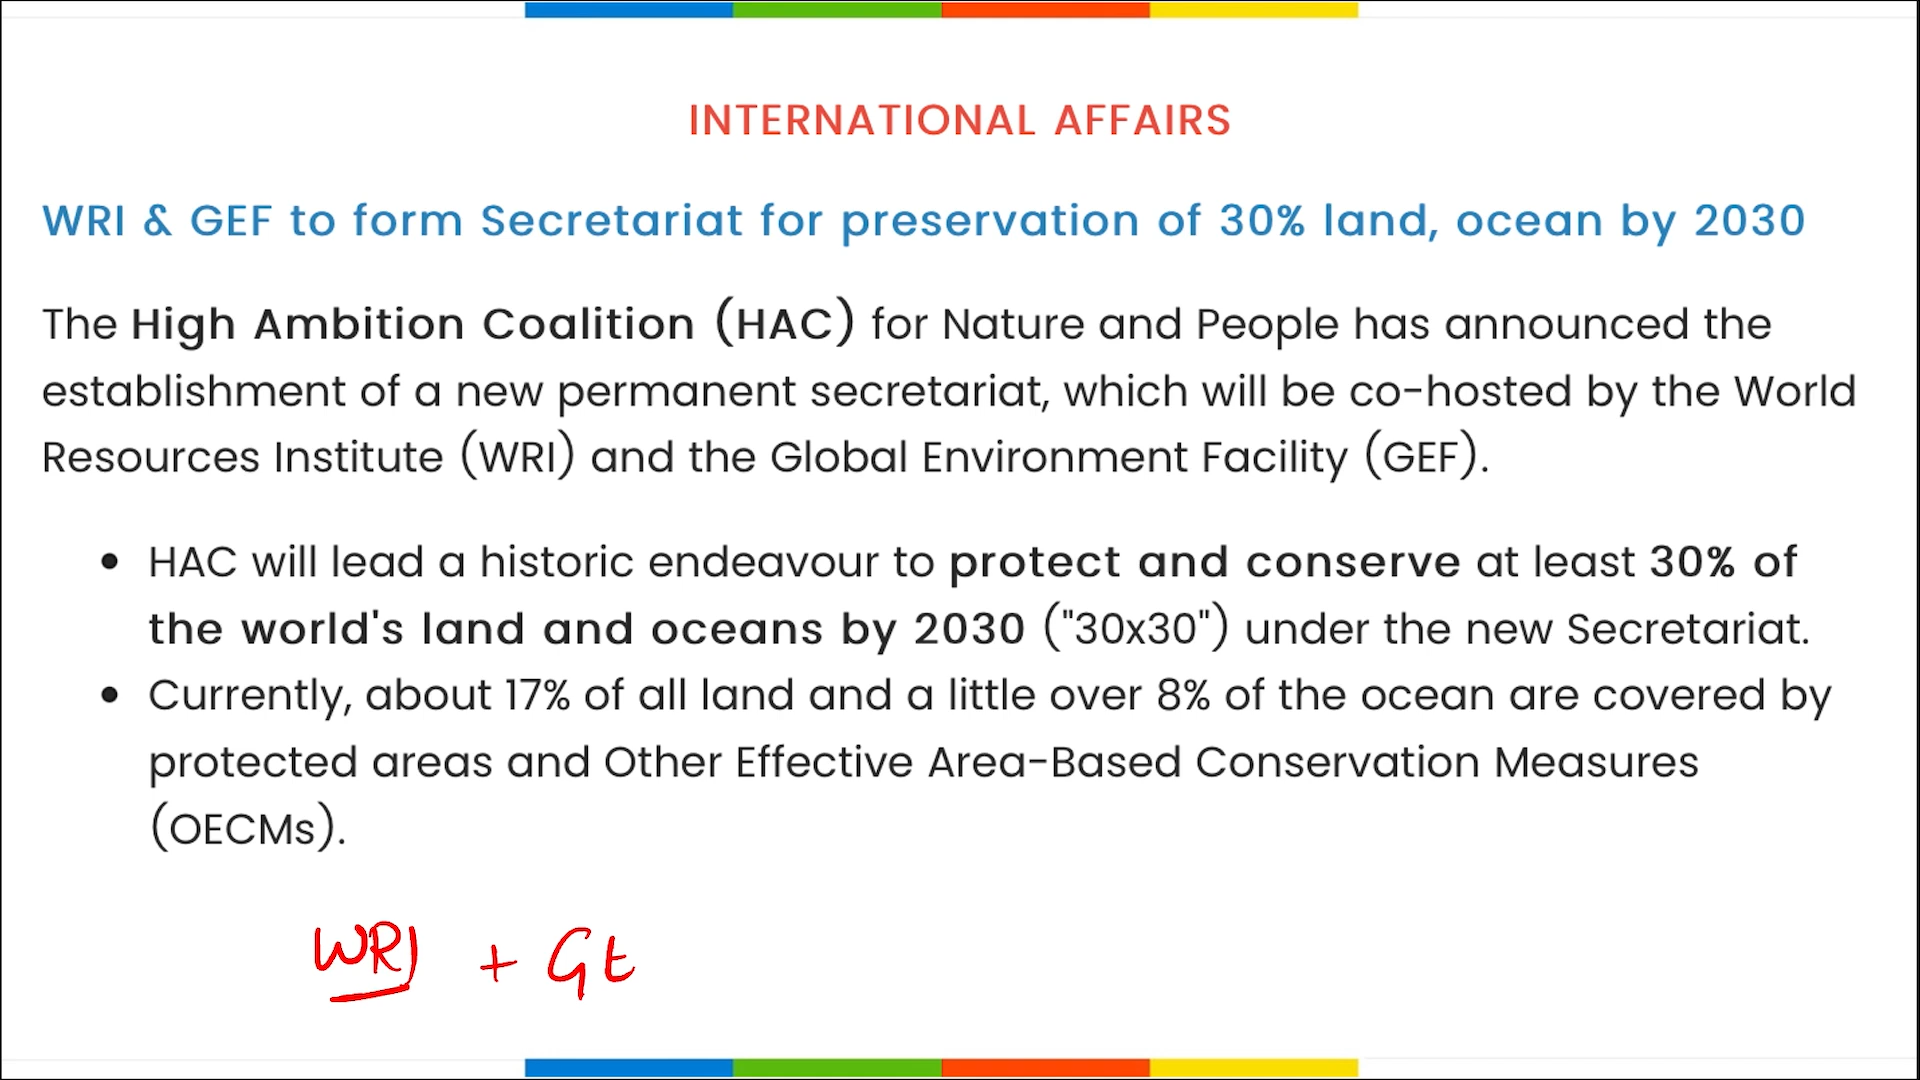 INTERNATIONAL AFFAIRS
WRI & GEF to form Secretariat for preservation of 30% land, ocean by 2030
The High Ambition Coalition (HAC) for Nature and People has announced the
establishment of a new permanent secretariat, which will be co-hosted by the World
Resources Institute (WRI) and the Global Environment Facility (GEF).
• HAC will lead a historic endeavour to protect and conserve at least 30% of
the world's land and oceans by 2030 ("30x30") under the new Secretariat.
• Currently, about 17% of all land and a little over 8% of the ocean are covered by
protected areas and Other Effective Area-Based Conservation Measures
(OECMs).
WRI + Gt